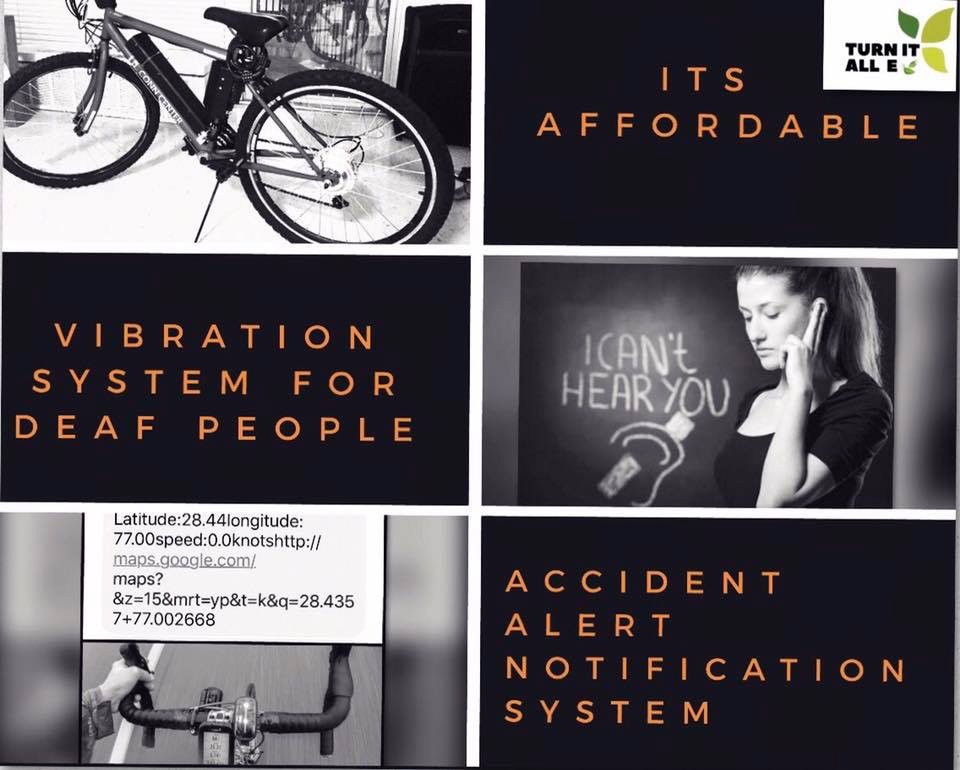 ITS
AFFORDABLE
TURN IT
ALL E
VIBRATION
SYSTEM FOR
DEAF PEOPLE
I CAN't
HEAR YOU
Latitude:28.44longitude:
77.00speed:0.0knotshttp://
maps.google.com/
maps?
&z=15&mrt=yp&t=k&q=28.435
7+77.002668
ACCIDENT
ALERT
NOTIFICATION
SYSTEM